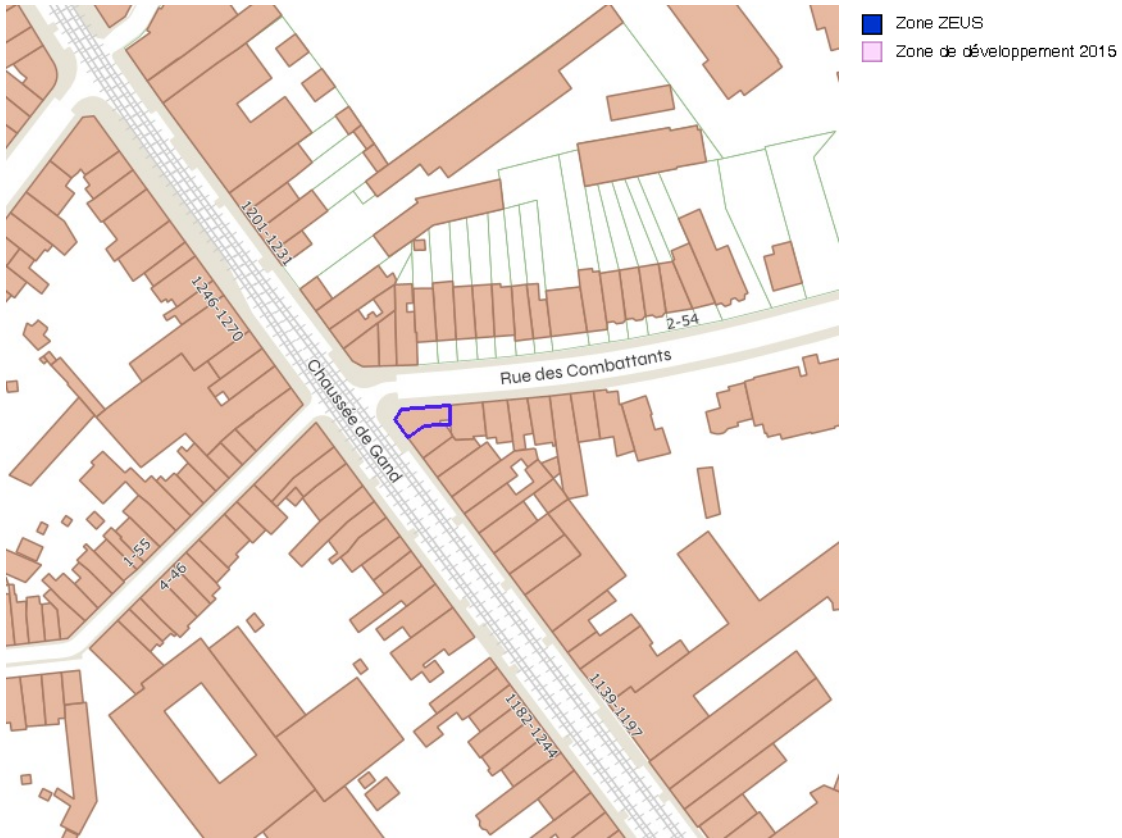 Zone ZEUS
Zone de développement 2015
1201-1231
1246-1270
2-54
Rue des Combattants
Chaussée de Gand
1-55
4-46
1139-1197
1182-1244